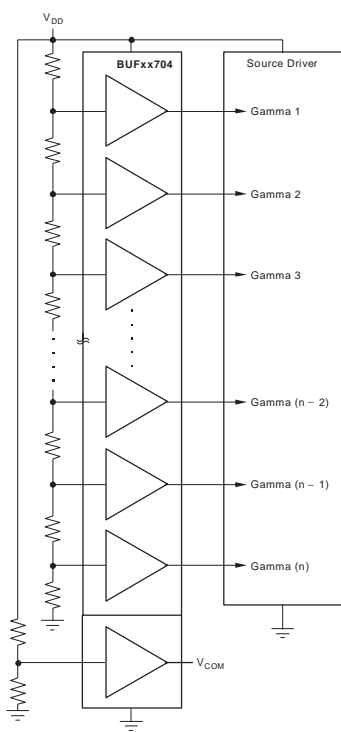 V_DD
BUFxx704
Source Driver
Gamma 1
Gamma 2
Gamma 3
Gamma (n − 2)
Gamma (n − 1)
Gamma (n)
V_COM